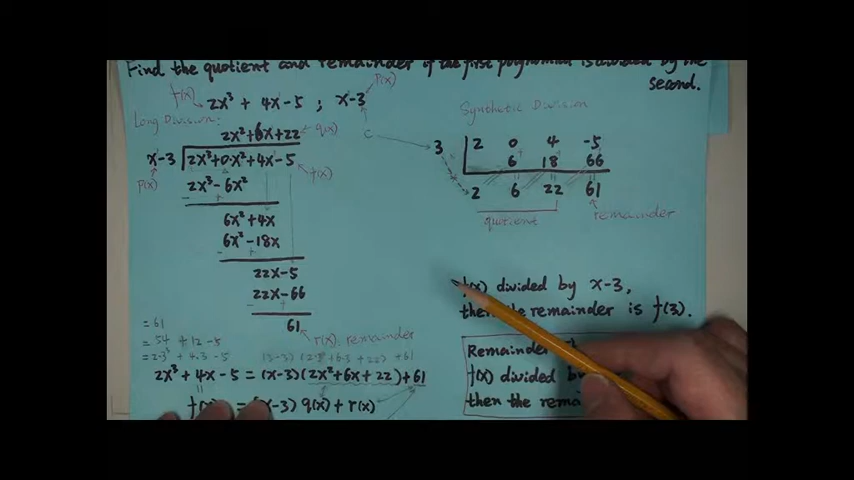 Find the quotient and remainder if the first polynomial is divided by the
second.
f(x) p(x)
2x³ + 4x-5 ; x-3
Long Division:
2x²+6x+22 q(x)
x-3 2x³+0·x²+4x-5
p(x) f(x)
2x³-6x²
6x²+4x
6x²-18x
22x-5
22x-66
61
r(x): remainder
=61
= 54 + 12 -5
=2·3³ + 4·3 -5
2x³ + 4x-5 = (x-3)(2x²+6x+22)+61
= (x-3) q(x) + r(x)
Synthetic Division
c
3 2 0 4 -5
6 18 66
2 6 22 61
quotient remainder
f(x) divided by x-3,
then the remainder is f(3).
Remainder
f(x) divided
then the